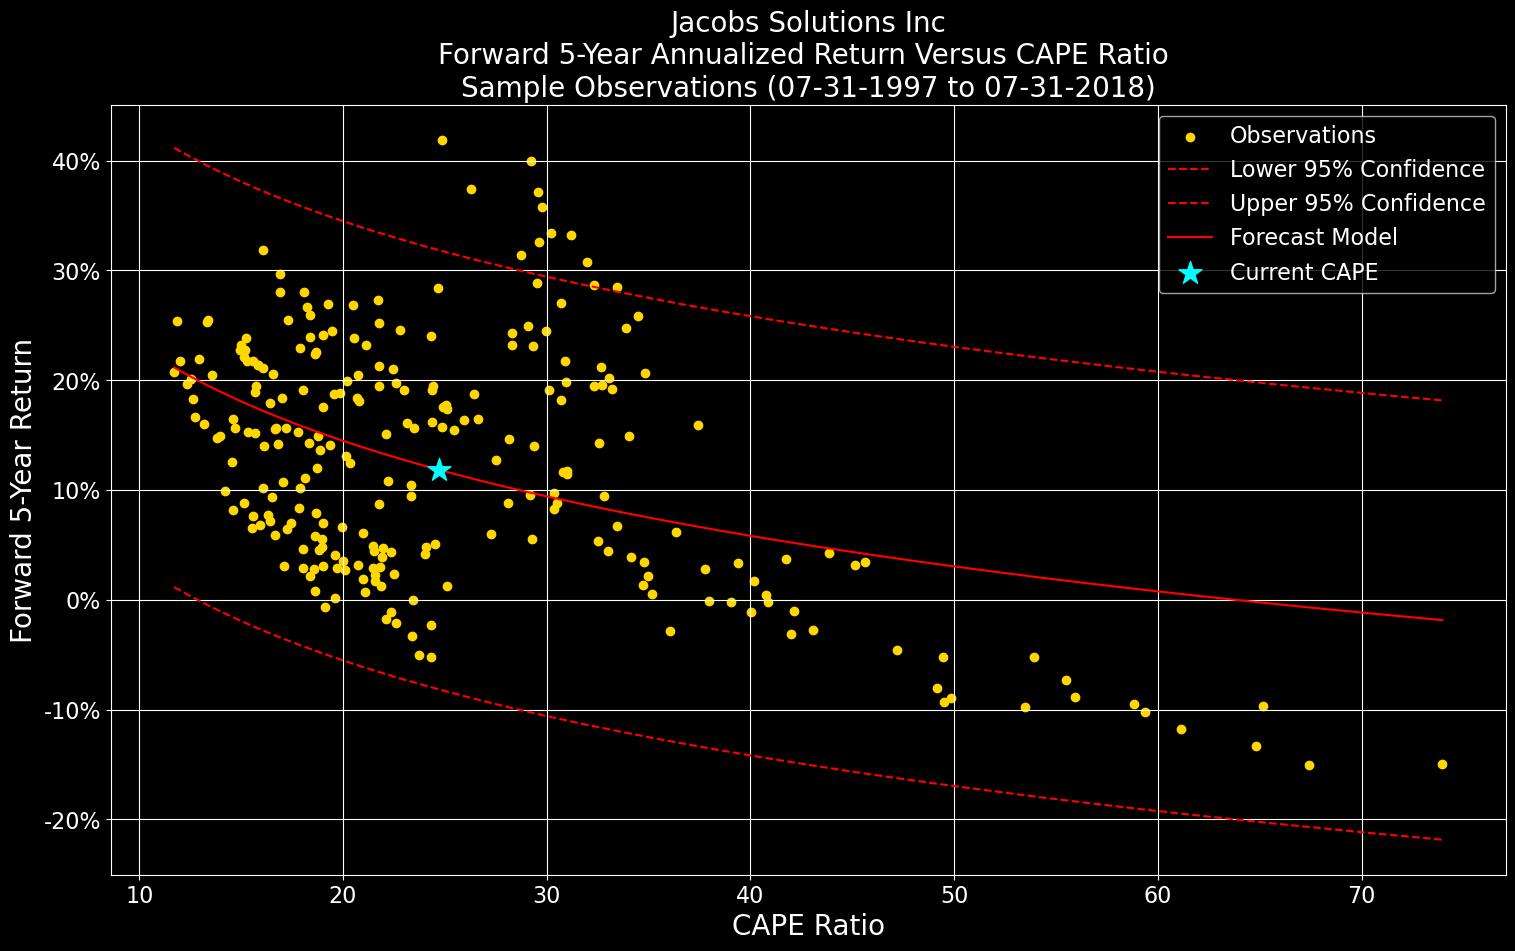 Jacobs Solutions Inc
Forward 5-Year Annualized Return Versus CAPE Ratio
Sample Observations (07-31-1997 to 07-31-2018)
Observations
Lower 95% Confidence
Upper 95% Confidence
Forecast Model
Current CAPE
Forward 5-Year Return
40%
30%
20%
10%
0%
-10%
-20%
10 20 30 40 50 60 70
CAPE Ratio